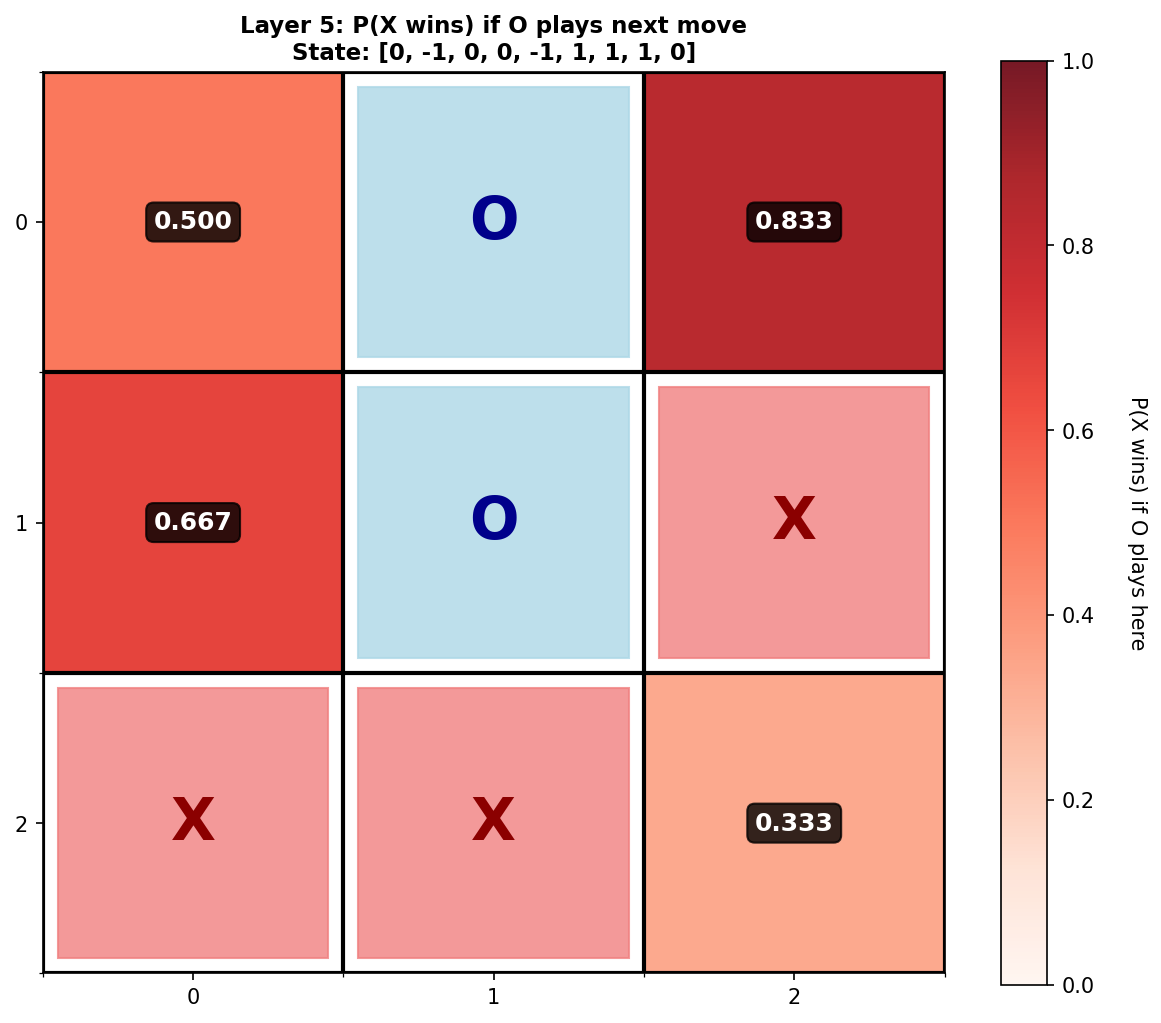 Layer 5: P(X wins) if O plays next move
State: [0, -1, 0, 0, -1, 1, 1, 1, 0]
0
0.500
O
0.833
1
0.667
O
X
2
X
X
0.333
0
1
2
1.0
0.8
0.6
0.4
0.2
0.0
P(X wins) if O plays here